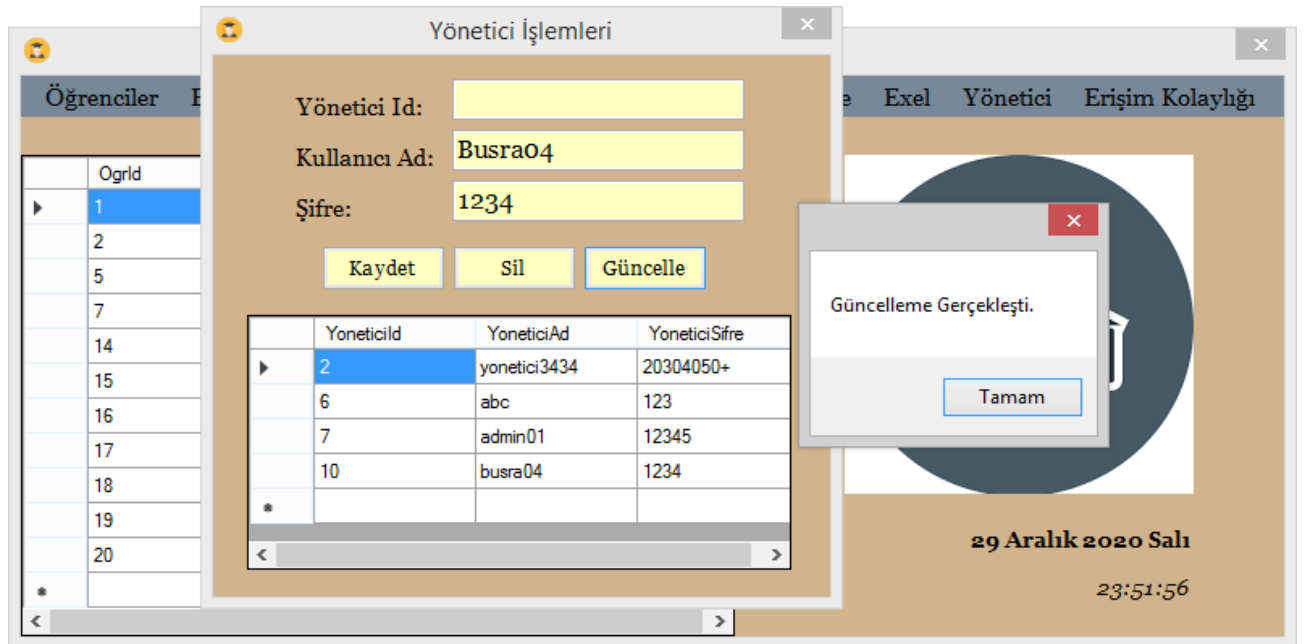 Yönetici İşlemleri
Öğrenciler
Exel Yönetici Erişim Kolaylığı
Yönetici Id:
Kullanıcı Ad: Busra04
Şifre: 1234
Kaydet Sil Güncelle
OgrId
1
2
5
7
14
15
16
17
18
19
20
YoneticiId YoneticiAd YoneticiSifre
2 yonetici3434 20304050+
6 abc 123
7 admin01 12345
10 busra04 1234
Güncelleme Gerçekleşti.
Tamam
29 Aralık 2020 Salı
23:51:56